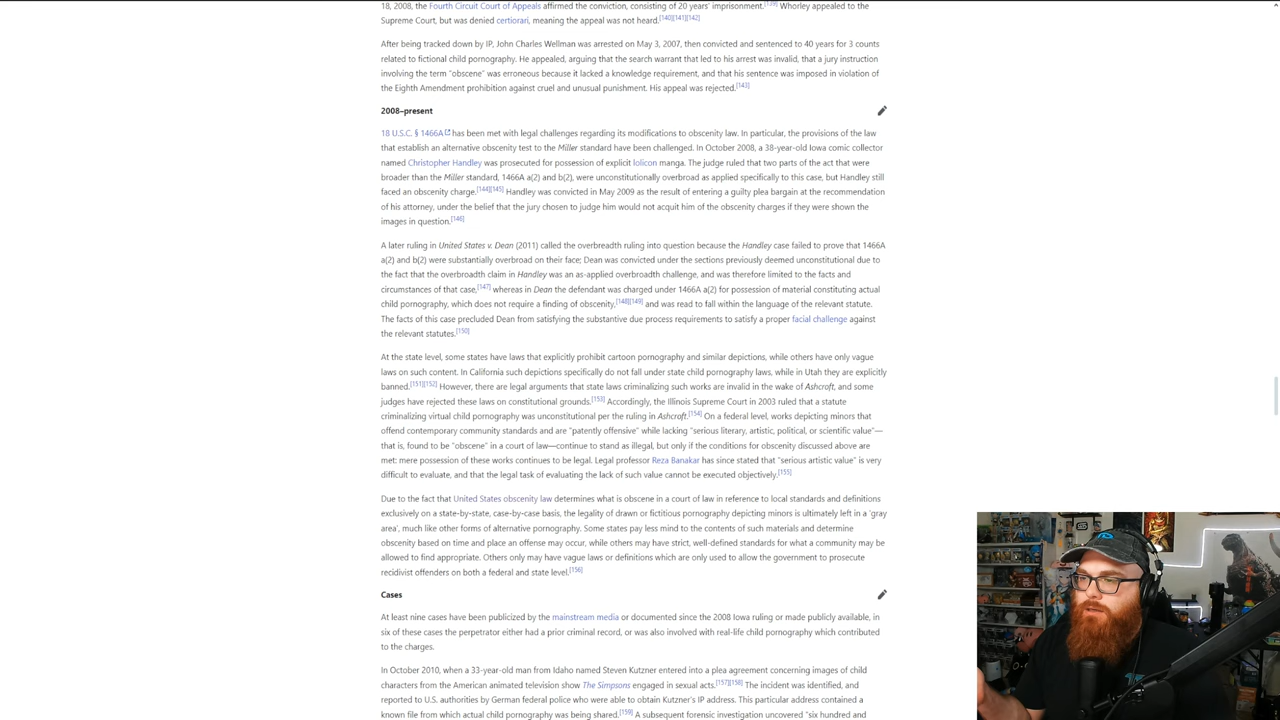 18, 2008, the Fourth Circuit Court of Appeals affirmed the conviction, consisting of 20 years' imprisonment.[139] Whorley appealed to the
Supreme Court, but was denied certiorari, meaning the appeal was not heard.[140][141][142]
After being tracked down by IP, John Charles Wellman was arrested on May 3, 2007, then convicted and sentenced to 40 years for 3 counts
related to fictional child pornography. He appealed, arguing that the search warrant that led to his arrest was invalid, that a jury instruction
involving the term "obscene" was erroneous because it lacked a knowledge requirement, and that his sentence was imposed in violation of
the Eighth Amendment prohibition against cruel and unusual punishment. His appeal was rejected.[143]
2008–present
18 U.S.C. § 1466A has been met with legal challenges regarding its modifications to obscenity law. In particular, the provisions of the law
that establish an alternative obscenity test to the Miller standard have been challenged. In October 2008, a 38-year-old Iowa comic collector
named Christopher Handley was prosecuted for possession of explicit lolicon manga. The judge ruled that two parts of the act that were
broader than the Miller standard, 1466A a(2) and b(2), were unconstitutionally overbroad as applied specifically to this case, but Handley still
faced an obscenity charge.[144][145] Handley was convicted in May 2009 as the result of entering a guilty plea bargain at the recommendation
of his attorney, under the belief that the jury chosen to judge him would not acquit him of the obscenity charges if they were shown the
images in question.[146]
A later ruling in United States v. Dean (2011) called the overbreadth ruling into question because the Handley case failed to prove that 1466A
a(2) and b(2) were substantially overbroad on their face; Dean was convicted under the sections previously deemed unconstitutional due to
the fact that the overbreadth claim in Handley was an as-applied overbreadth challenge, and was therefore limited to the facts and
circumstances of that case,[147] whereas in Dean the defendant was charged under 1466A a(2) for possession of material constituting actual
child pornography, which does not require a finding of obscenity,[148][149] and was read to fall within the language of the relevant statute.
The facts of this case precluded Dean from satisfying the substantive due process requirements to satisfy a proper facial challenge against
the relevant statutes.[150]
At the state level, some states have laws that explicitly prohibit cartoon pornography and similar depictions, while others have only vague
laws on such content. In California such depictions specifically do not fall under state child pornography laws, while in Utah they are explicitly
banned.[151][152] However, there are legal arguments that state laws criminalizing such works are invalid in the wake of Ashcroft, and some
judges have rejected these laws on constitutional grounds.[153] Accordingly, the Illinois Supreme Court in 2003 ruled that a statute
criminalizing virtual child pornography was unconstitutional per the ruling in Ashcroft.[154] On a federal level, works depicting minors that
offend contemporary community standards and are "patently offensive" while lacking "serious literary, artistic, political, or scientific value"—
that is, found to be "obscene" in a court of law—continue to stand as illegal, but only if the conditions for obscenity discussed above are
met: mere possession of these works continues to be legal. Legal professor Reza Banakar has since stated that "serious artistic value" is very
difficult to evaluate, and that the legal task of evaluating the lack of such value cannot be executed objectively.[155]
Due to the fact that United States obscenity law determines what is obscene in a court of law in reference to local standards and definitions
exclusively on a state-by-state, case-by-case basis, the legality of drawn or fictitious pornography depicting minors is ultimately left in a 'gray
area', much like other forms of alternative pornography. Some states pay less mind to the contents of such materials and determine
obscenity based on time and place an offense may occur, while others may have strict, well-defined standards for what a community may be
allowed to find appropriate. Others only may have vague laws or definitions which are only used to allow the government to prosecute
recidivist offenders on both a federal and state level.[156]
Cases
At least nine cases have been publicized by the mainstream media or documented since the 2008 Iowa ruling or made publicly available, in
six of these cases the perpetrator either had a prior criminal record, or was also involved with real-life child pornography which contributed
to the charges.
In October 2010, when a 33-year-old man from Idaho named Steven Kutzner entered into a plea agreement concerning images of child
characters from the American animated television show The Simpsons engaged in sexual acts.[157][158] The incident was identified, and
reported to U.S. authorities by German federal police who were able to obtain Kutzner's IP address. This particular address contained a
known file from which actual child pornography was being shared.[159] A subsequent forensic investigation uncovered "six hundred and